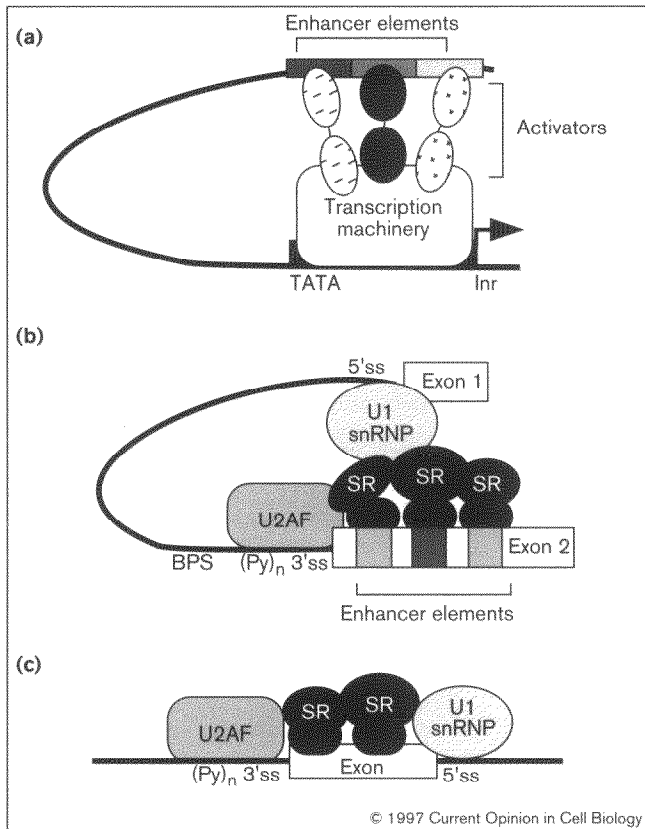 (a)
Enhancer elements
Activators
Transcription
machinery
TATA
Inr
(b)
5'ss
Exon 1
U1
snRNP
SR
SR
SR
U2AF
Exon 2
BPS
(Py)n 3'ss
Enhancer elements
(c)
SR
SR
U1
snRNP
U2AF
Exon
(Py)n 3'ss
5'ss
© 1997 Current Opinion in Cell Biology